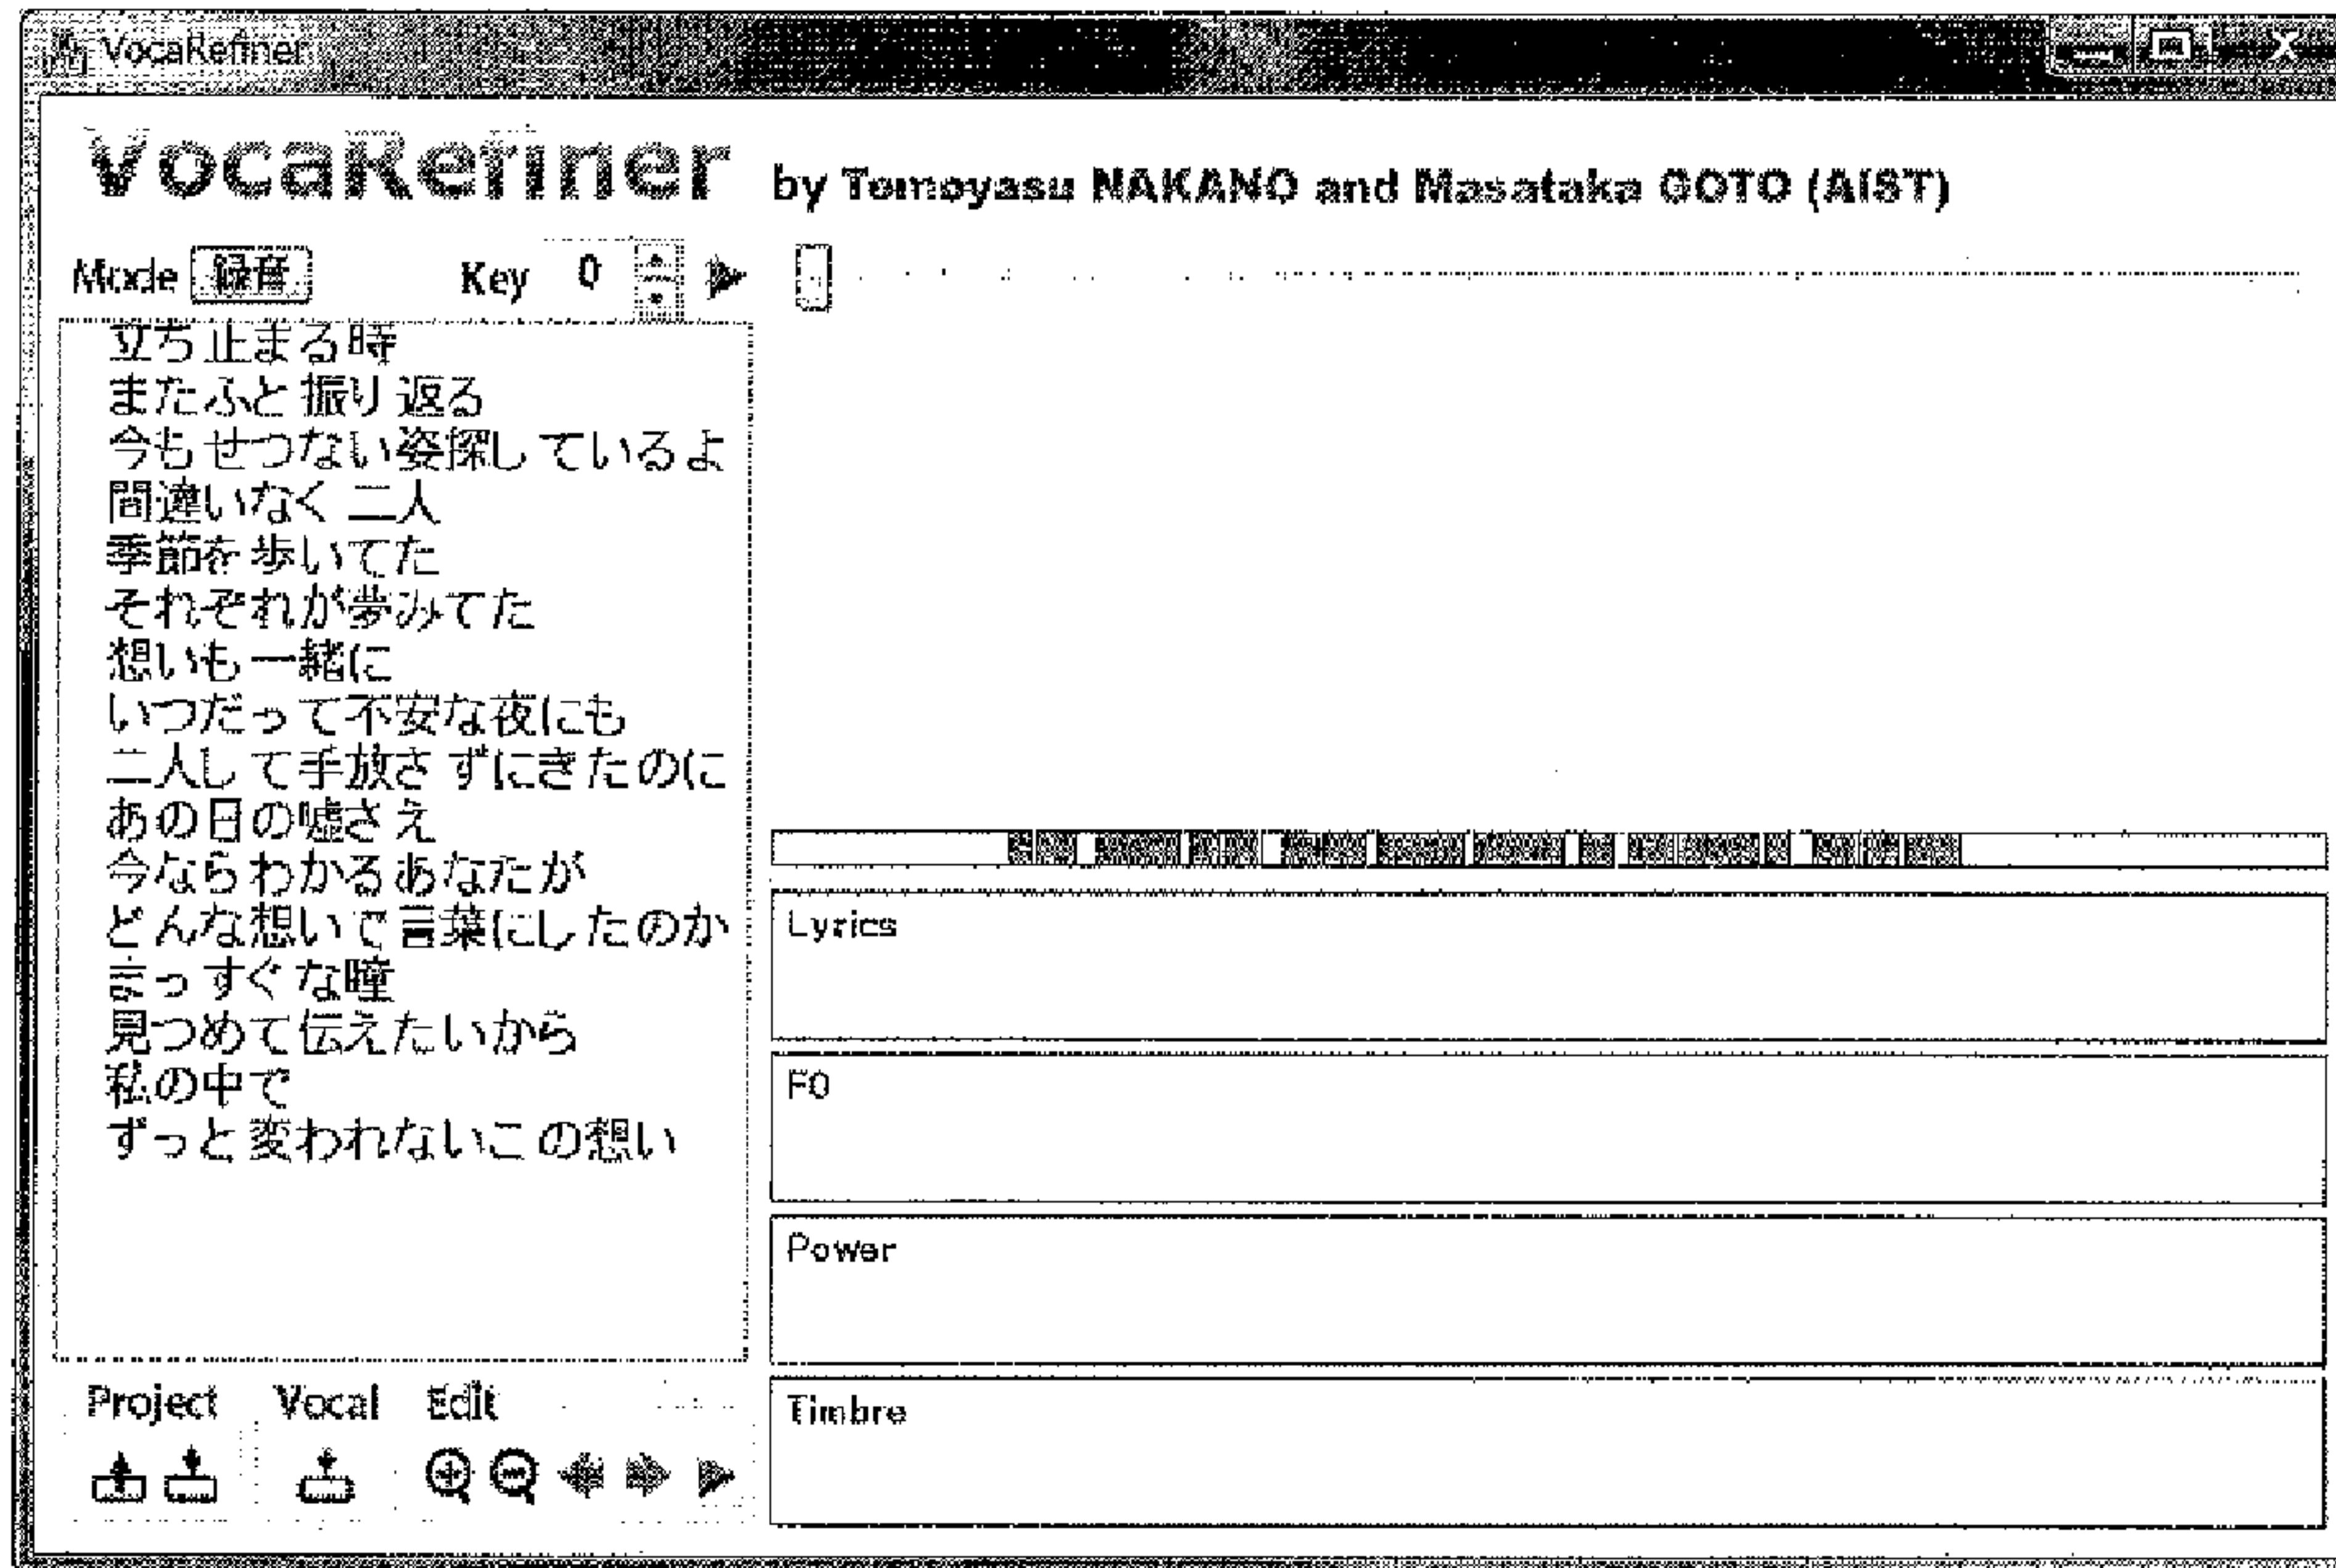 VocaRefiner
VocaRefiner by Tomoyasu NAKANO and Masataka GOTO (AIST)
Mode 録音 Key 0
立ち止まる時
またふと振り返る
今もせつない姿探しているよ
間違いなく二人
季節を歩いてた
それぞれが夢みてた
想いも一緒に
いつだって不安な夜にも
二人して手放さずにきたのに
あの日の嘘さえ
今ならわかるあなたが
どんな想いで言葉にしたのか
っすぐな瞳
見つめて伝えたいから
私の中で
ずっと変われないこの想い
Lyrics
F0
Power
Timbre
Project Vocal Edit